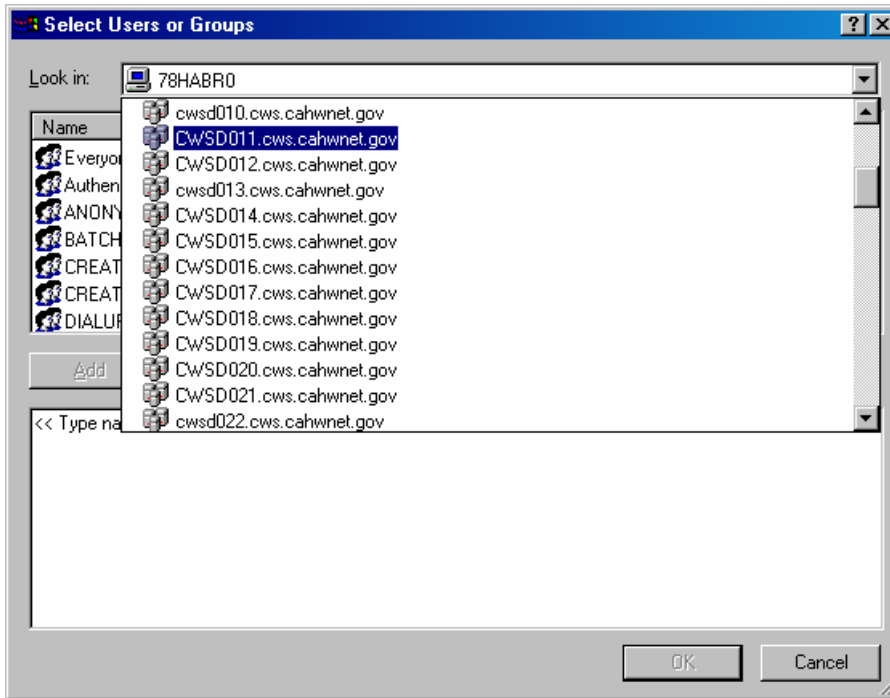 Select Users or Groups
Look in: 78HABR0
cwsd010.cws.cahwnet.gov
Name
CWSD011.cws.cahwnet.gov
Everyo
CWSD012.cws.cahwnet.gov
Authen
cwsd013.cws.cahwnet.gov
ANONY
CWSD014.cws.cahwnet.gov
BATCH
CWSD015.cws.cahwnet.gov
CREAT
CWSD016.cws.cahwnet.gov
CREAT
CWSD017.cws.cahwnet.gov
DIALUP
CWSD018.cws.cahwnet.gov
CWSD019.cws.cahwnet.gov
Add
CWSD020.cws.cahwnet.gov
CWSD021.cws.cahwnet.gov
<< Type na
cwsd022.cws.cahwnet.gov
OK
Cancel